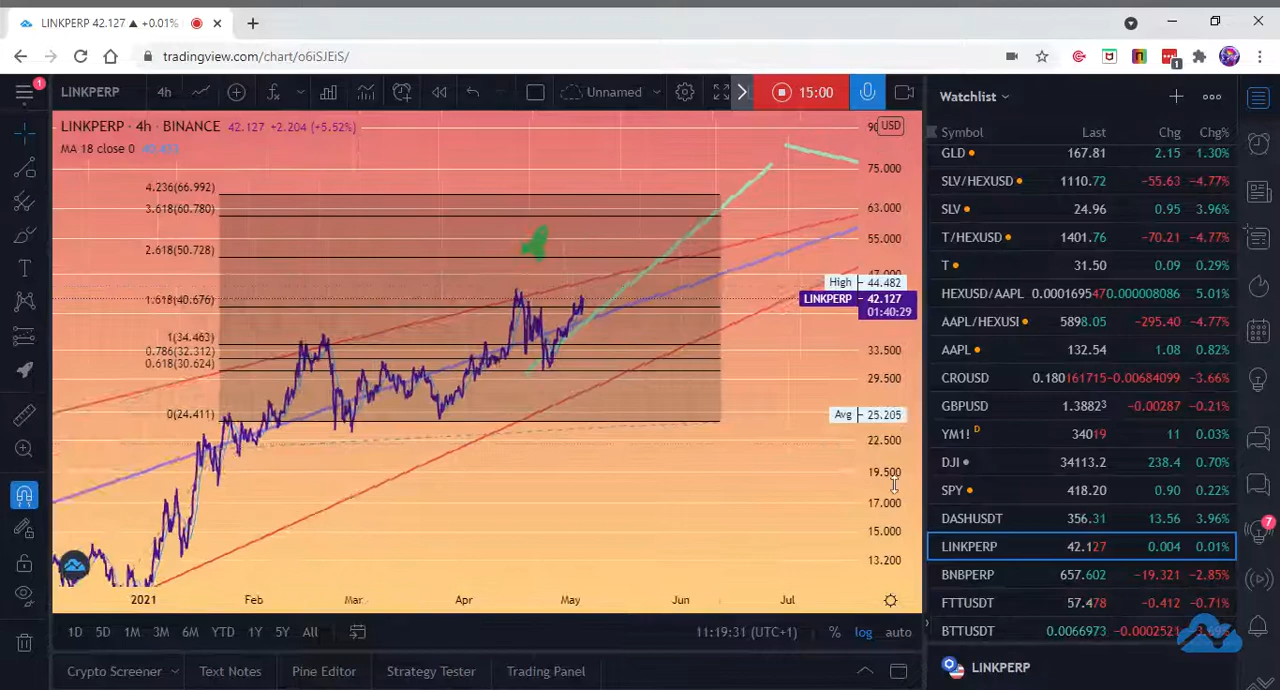 LINKPERP 42.127 ▲ +0.01%
tradingview.com/chart/o6iSJEiS/
1
1
LINKPERP 4h Unnamed 15:00
LINKPERP · 4h · BINANCE 42.127 +2.204 (+5.52%)
MA 18 close 0
USD
4.236(66.992)
3.618(60.780)
2.618(50.728)
1.618(40.676)
1(34.463)
0.786(32.312)
0.618(30.624)
0(24.411)
75.000
63.000
55.000
47.000
High 44.482
LINKPERP 42.127
01:40:29
33.500
29.500
Avg 25.205
22.500
19.500
17.000
15.000
13.200
2021 Feb Mar Apr May Jun Jul
1D 5D 1M 3M 6M YTD 1Y 5Y All 11:19:31 (UTC+1) % log auto
Crypto Screener Text Notes Pine Editor Strategy Tester Trading Panel
Watchlist
Symbol Last Chg Chg%
GLD 167.81 2.15 1.30%
SLV/HEXUSD 1110.72 −55.63 −4.77%
SLV 24.96 0.95 3.96%
T/HEXUSD 1401.76 −70.21 −4.77%
T 31.50 0.09 0.29%
HEXUSD/AAPL 0.000169547 0.000008086 5.01%
AAPL/HEXUSI 5898.05 −295.40 −4.77%
AAPL 132.54 1.08 0.82%
CROUSD 0.180161715 −0.00684099 −3.66%
GBPUSD 1.38823 −0.00287 −0.21%
YM1! D 34019 11 0.03%
DJI 34113.2 238.4 0.70%
SPY 418.20 0.90 0.22%
DASHUSDT 356.31 13.56 3.96%
LINKPERP 42.127 0.004 0.01%
BNBPERP 657.602 −19.321 −2.85%
FTTUSDT 57.478 −0.412 −0.71%
BTTUSDT 0.0066973 −0.0002521
LINKPERP
7